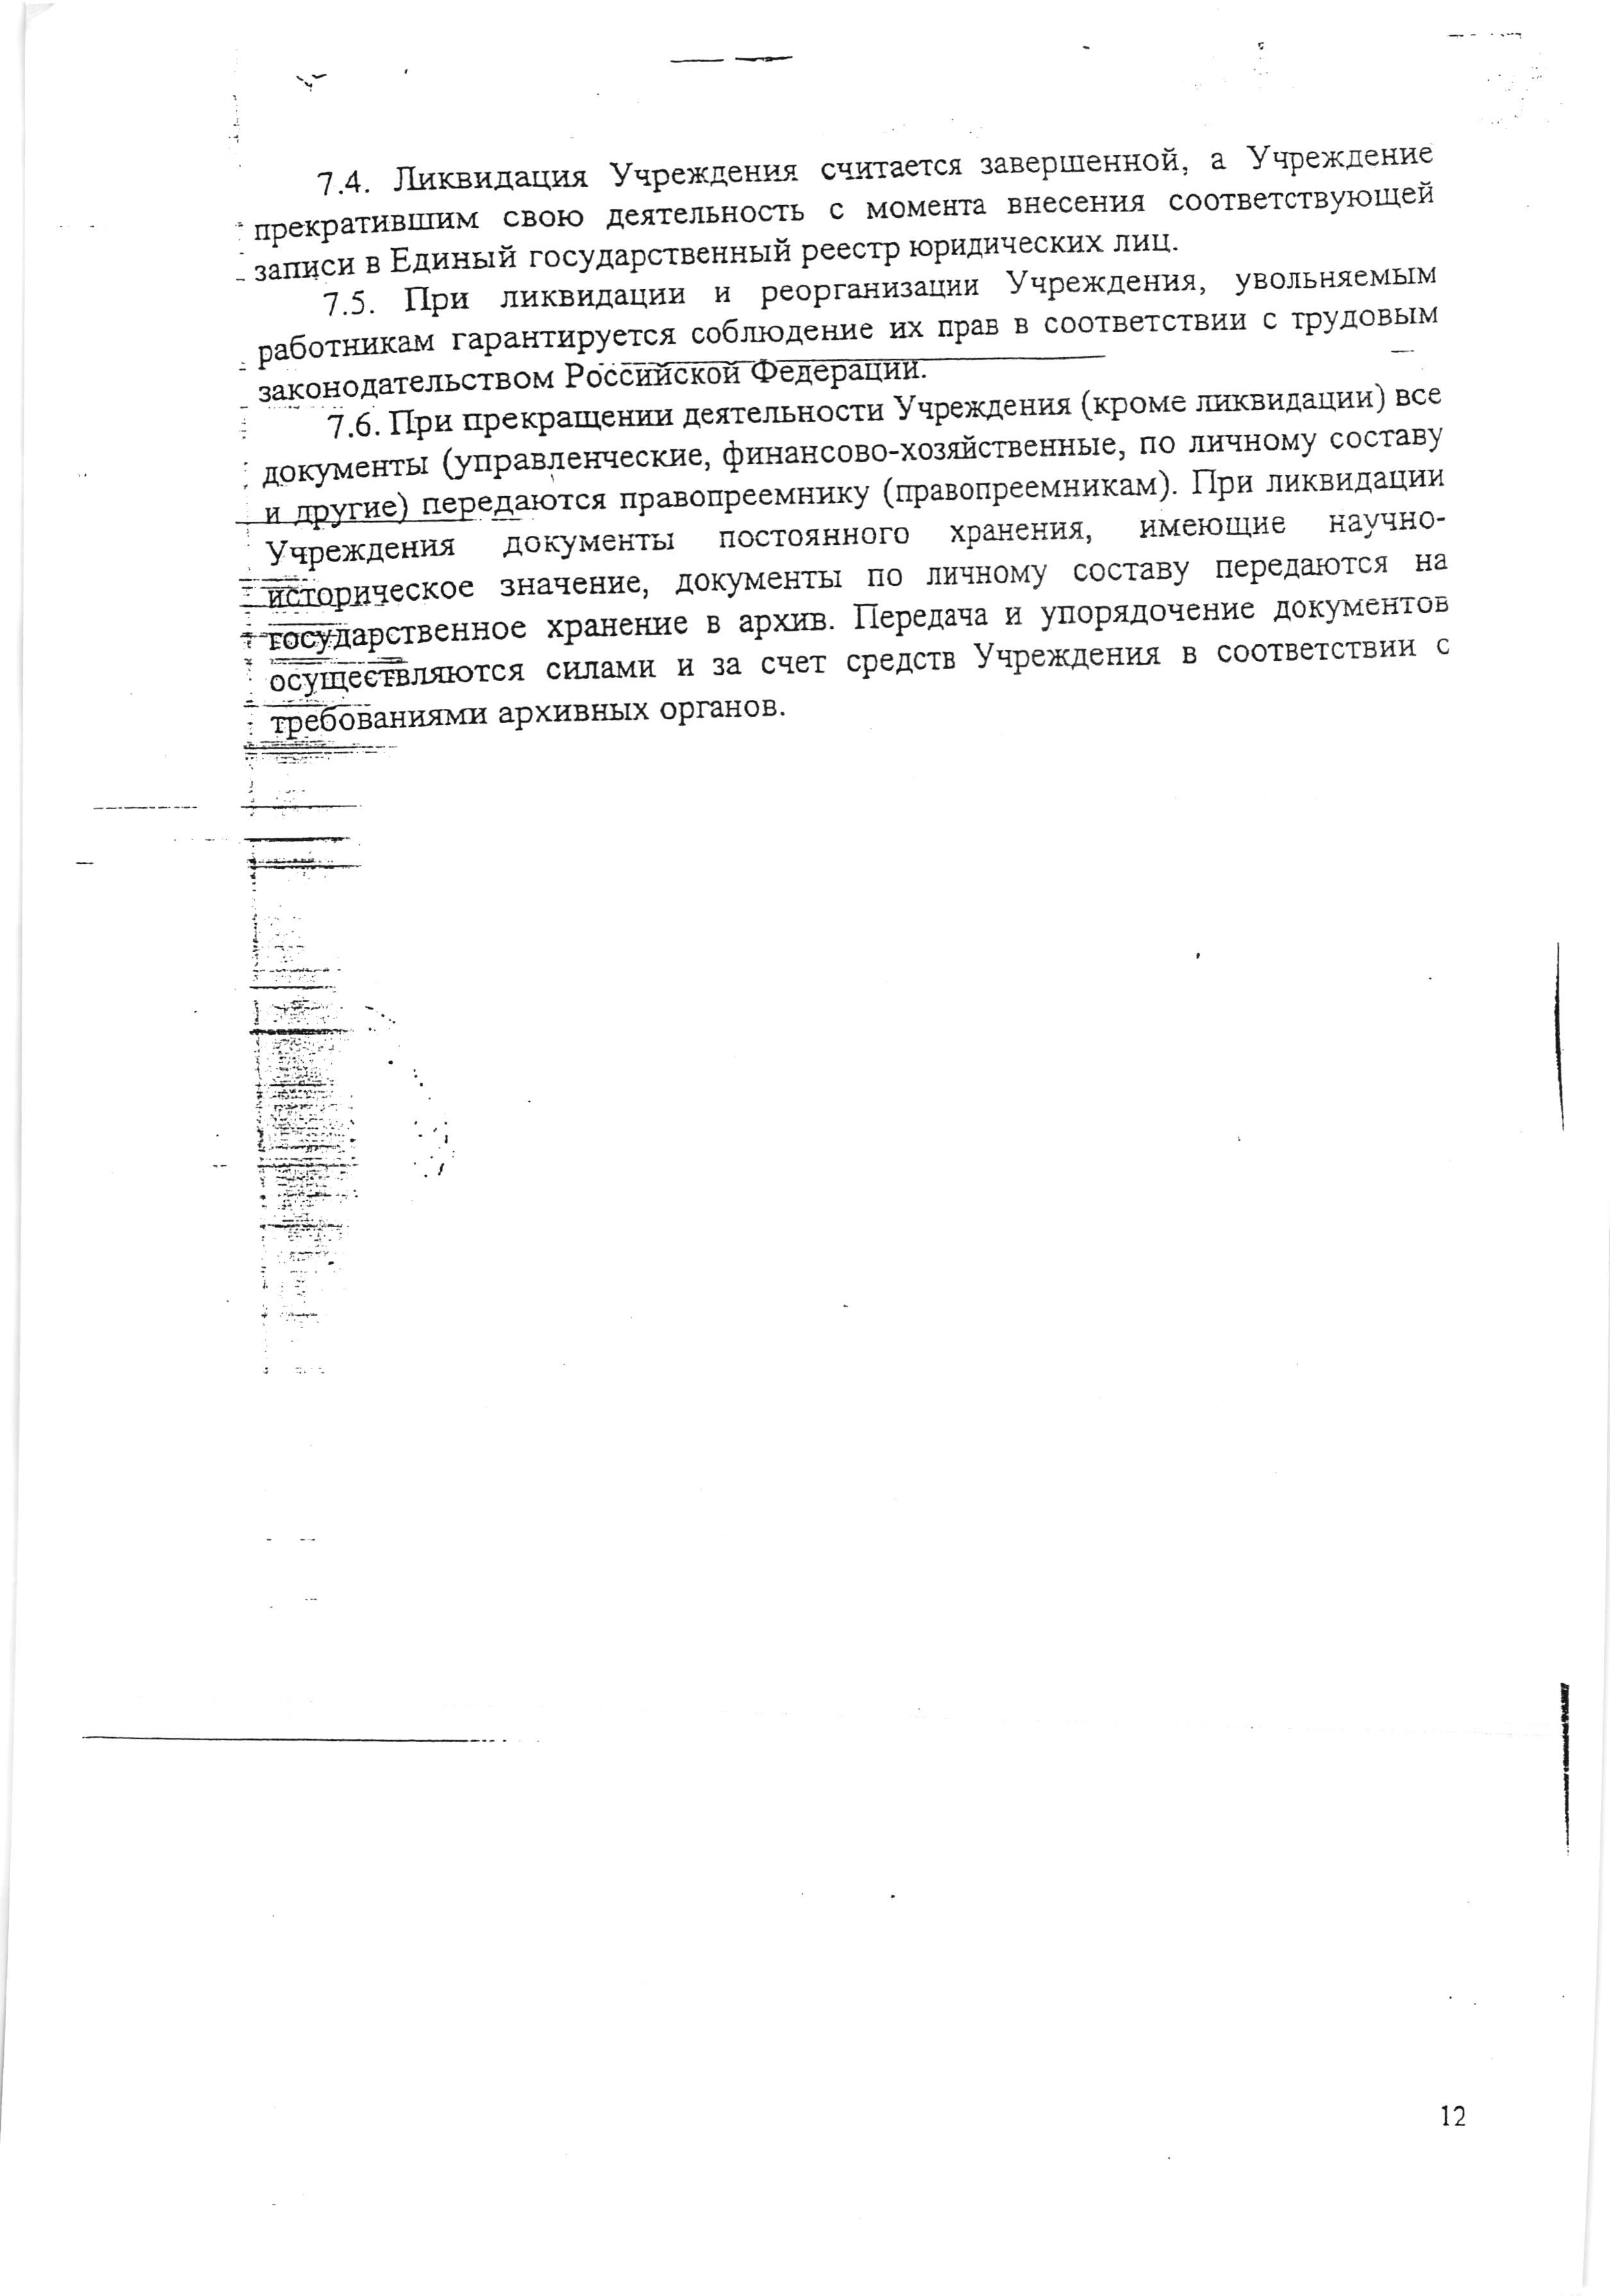 7.4. Ликвидация Учреждения считается завершенной, а Учреждение
прекратившим свою деятельность с момента внесения соответствующей
записи в Единый государственный реестр юридических лиц.
7.5. При ликвидации и реорганизации Учреждения, увольняемым
работникам гарантируется соблюдение их прав в соответствии с трудовым
законодательством Российской Федерации.
7.6. При прекращении деятельности Учреждения (кроме ликвидации) все
документы (управленческие, финансово-хозяйственные, по личному составу
и другие) передаются правопреемнику (правопреемникам). При ликвидации
Учреждения документы постоянного хранения, имеющие научно-
историческое значение, документы по личному составу передаются на
государственное хранение в архив. Передача и упорядочение документов
осуществляются силами и за счет средств Учреждения в соответствии с
требованиями архивных органов.
12